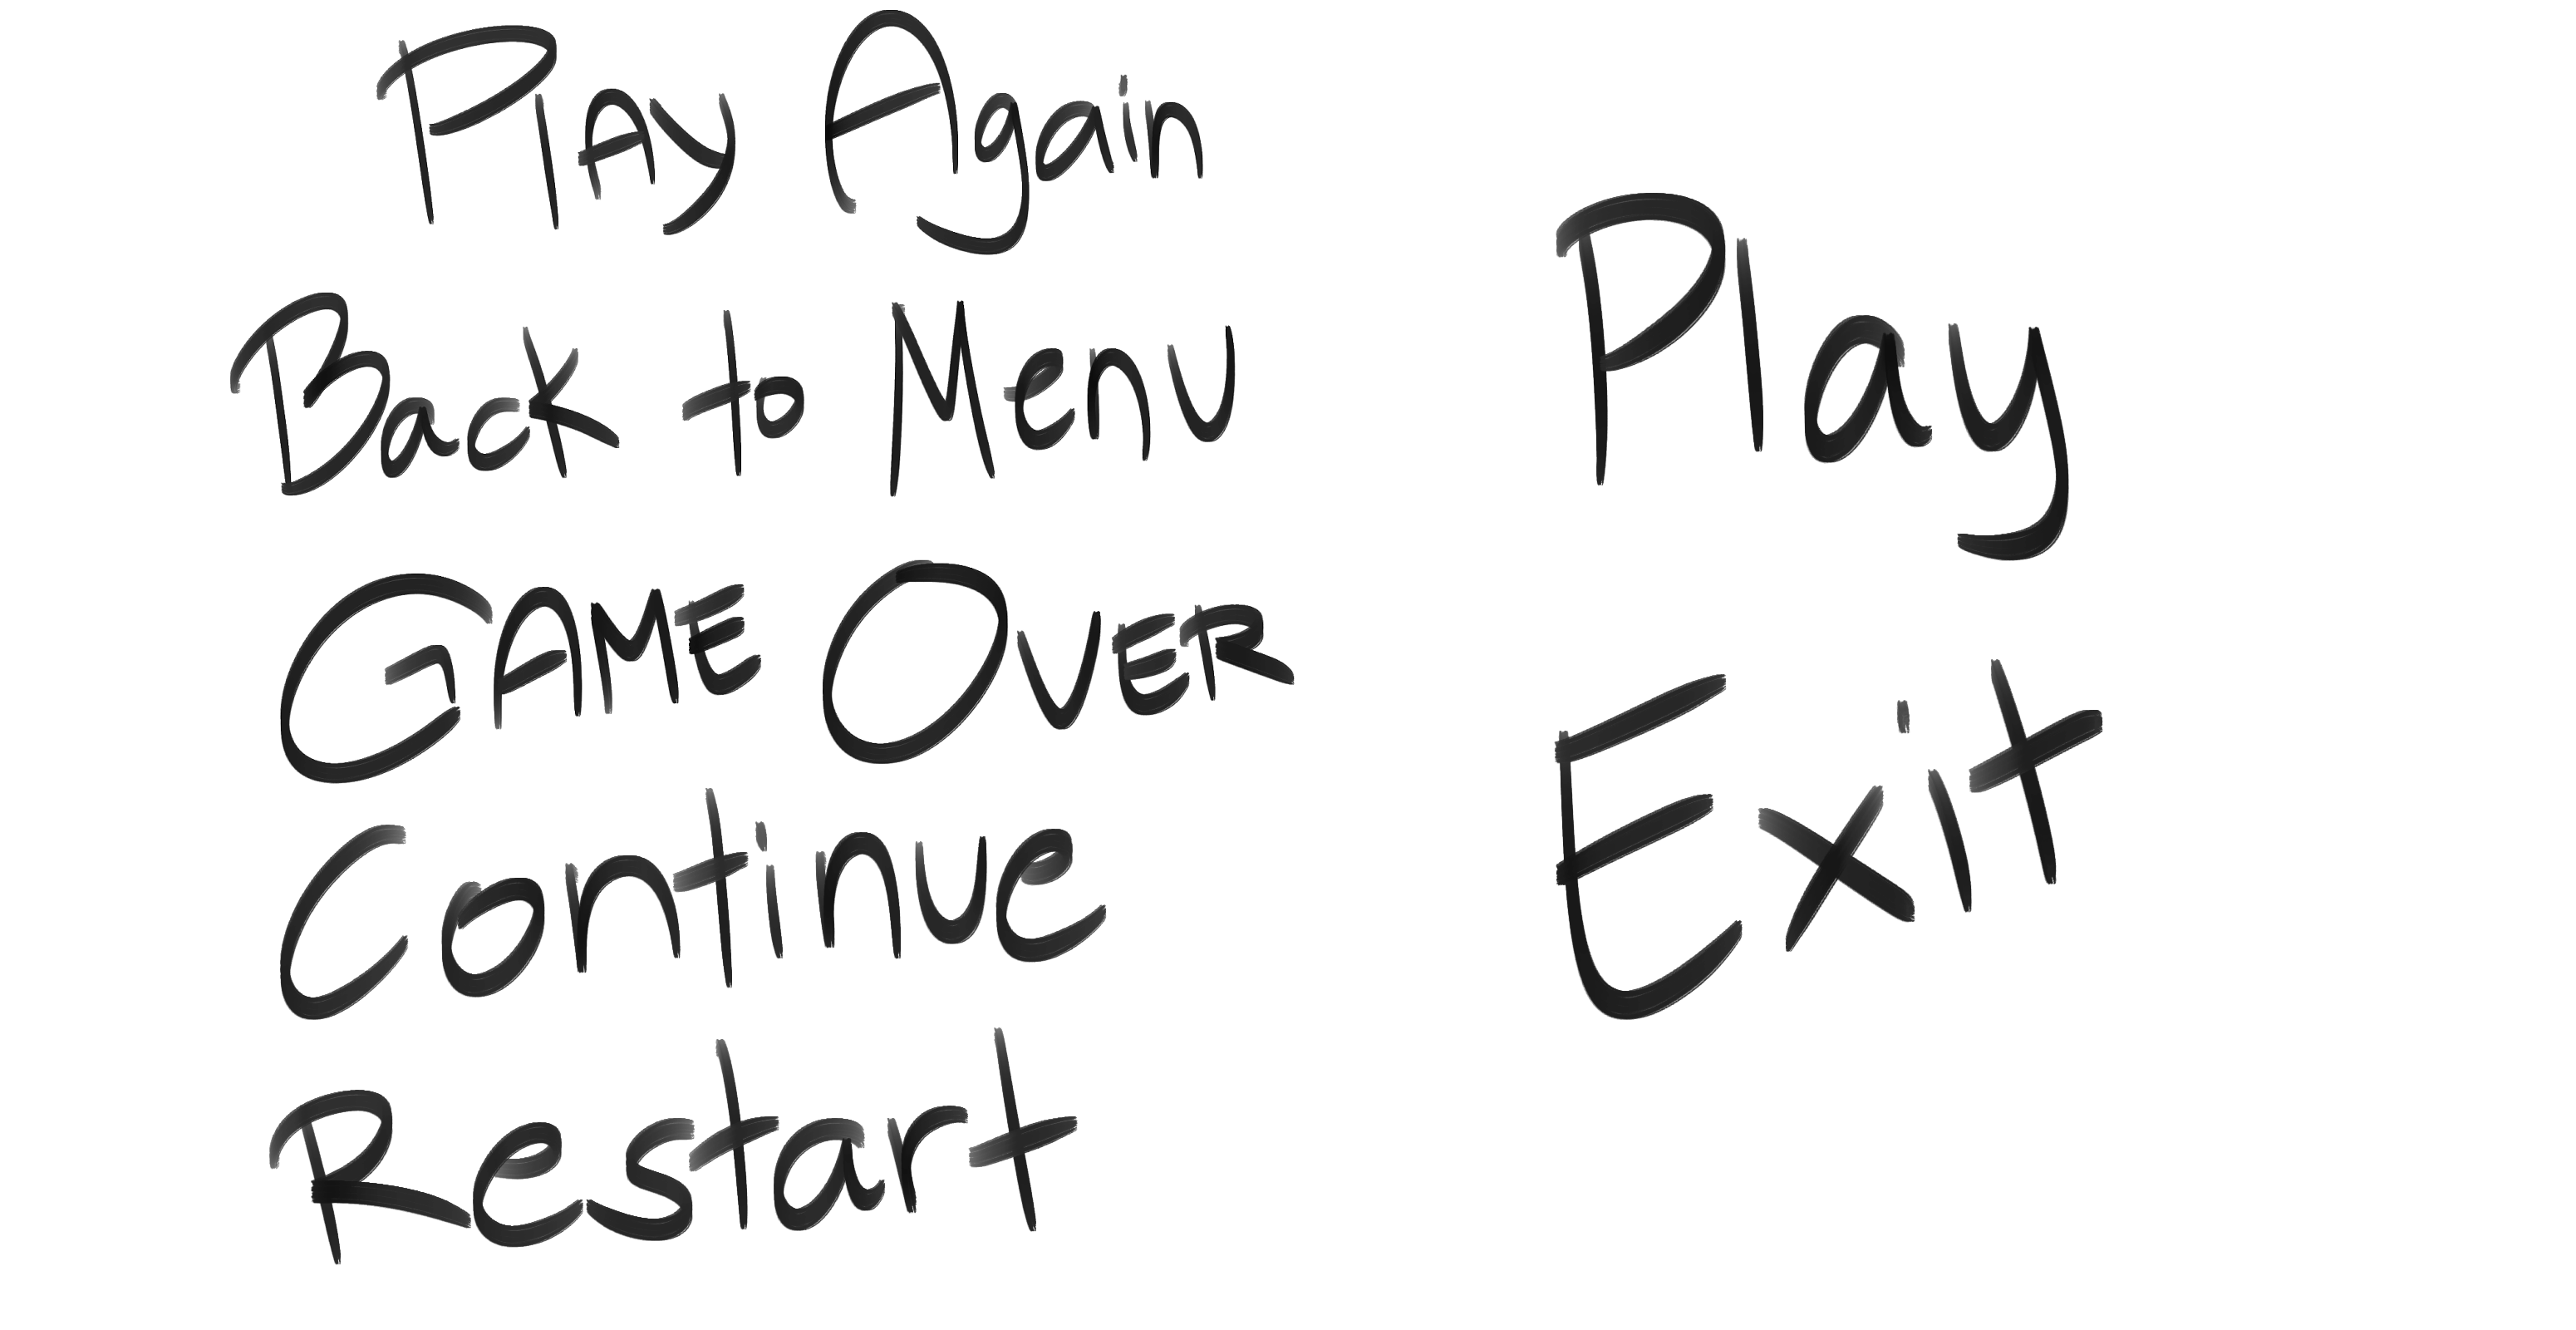 Play Again
Back to Menu
GAME OVER
Continue
Restart
Play
Exit